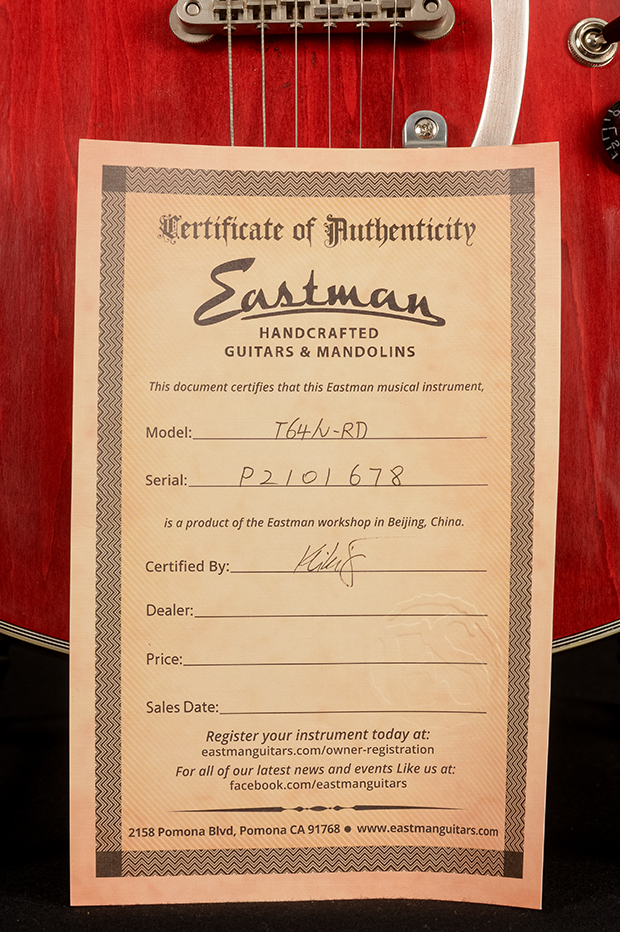 Certificate of Authenticity
Eastman
HANDCRAFTED
GUITARS & MANDOLINS
This document certifies that this Eastman musical instrument,
Model: T64/V-RD
Serial: P2101678
is a product of the Eastman workshop in Beijing, China.
Certified By:
Dealer:
Price:
Sales Date:
Register your instrument today at:
eastmanguitars.com/owner-registration
For all of our latest news and events Like us at:
facebook.com/eastmanguitars
2158 Pomona Blvd, Pomona CA 91768 ● www.eastmanguitars.com